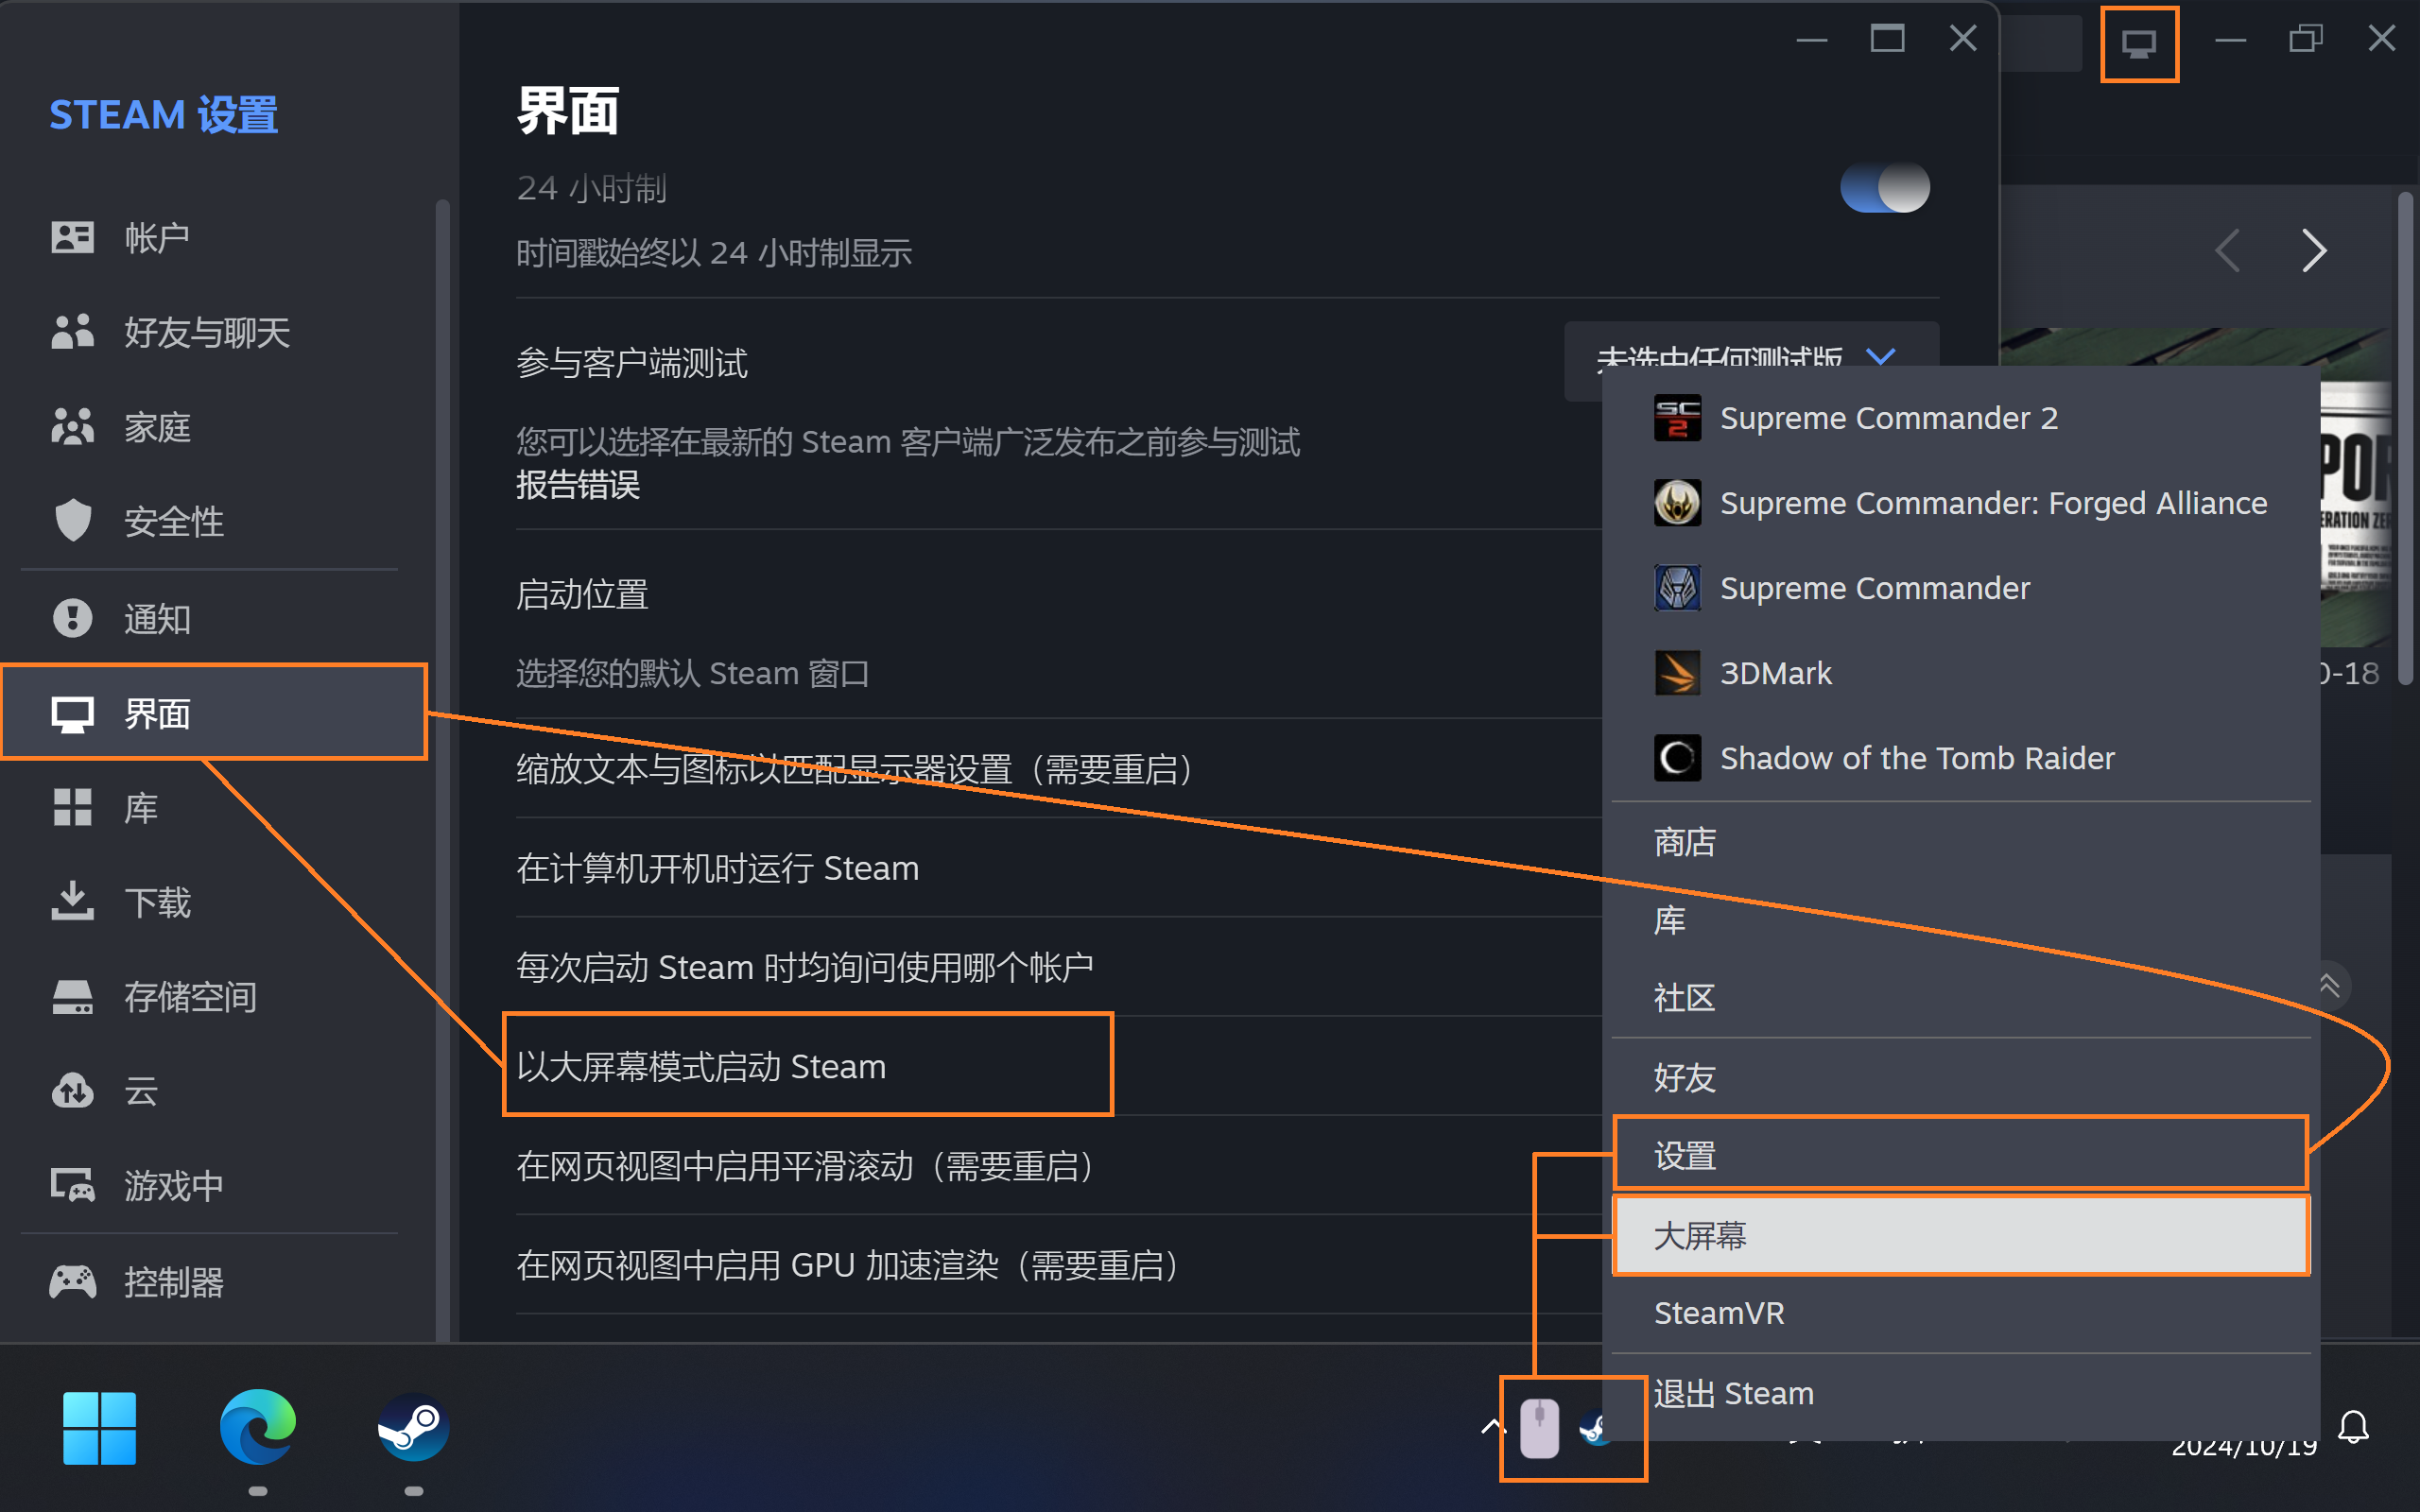 STEAM 设置
帐户
好友与聊天
家庭
安全性
通知
界面
库
下载
存储空间
云
游戏中
控制器
界面
24 小时制
时间戳始终以 24 小时制显示
参与客户端测试
未选中任何测试版
您可以选择在最新的 Steam 客户端广泛发布之前参与测试
报告错误
启动位置
选择您的默认 Steam 窗口
缩放文本与图标以匹配显示器设置（需要重启）
在计算机开机时运行 Steam
每次启动 Steam 时均询问使用哪个帐户
以大屏幕模式启动 Steam
在网页视图中启用平滑滚动（需要重启）
在网页视图中启用 GPU 加速渲染（需要重启）
SC
2
Supreme Commander 2
Supreme Commander: Forged Alliance
Supreme Commander
3DMark
Shadow of the Tomb Raider
商店
库
社区
好友
设置
大屏幕
SteamVR
退出 Steam
POR
ERATION ZER
0-18
2024/10/19